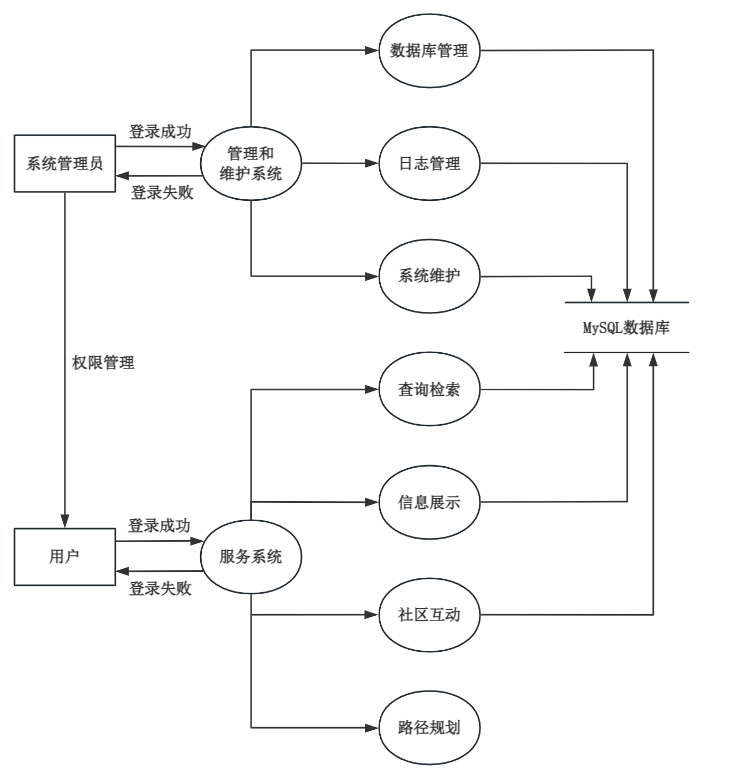 数据库管理
登录成功
系统管理员
管理和
维护系统
日志管理
登录失败
系统维护
MySQL数据库
权限管理
查询检索
信息展示
登录成功
用户
服务系统
登录失败
社区互动
路径规划